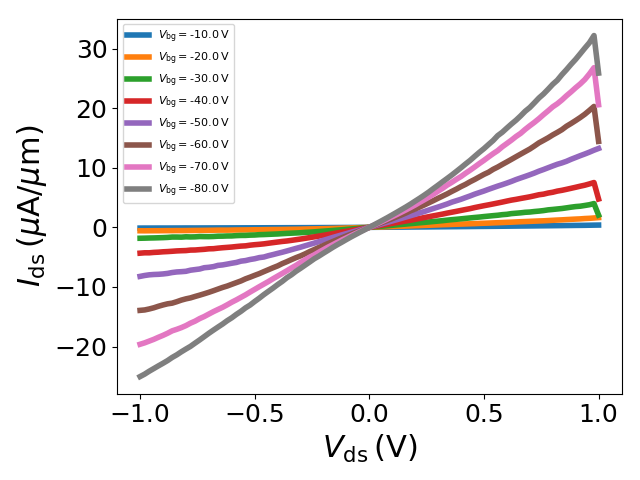 30
20
10
0
−10
−20
I_ds (μA/μm)
V_bg = -10.0 V
V_bg = -20.0 V
V_bg = -30.0 V
V_bg = -40.0 V
V_bg = -50.0 V
V_bg = -60.0 V
V_bg = -70.0 V
V_bg = -80.0 V
−1.0 −0.5 0.0 0.5 1.0
V_ds (V)